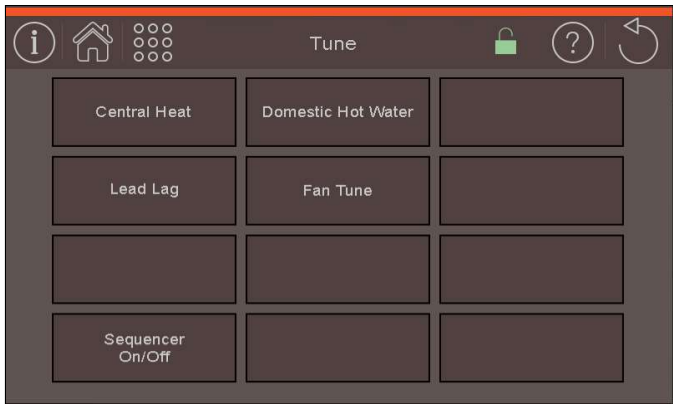 i
Tune
?
Central Heat
Domestic Hot Water
Lead Lag
Fan Tune
Sequencer
On/Off